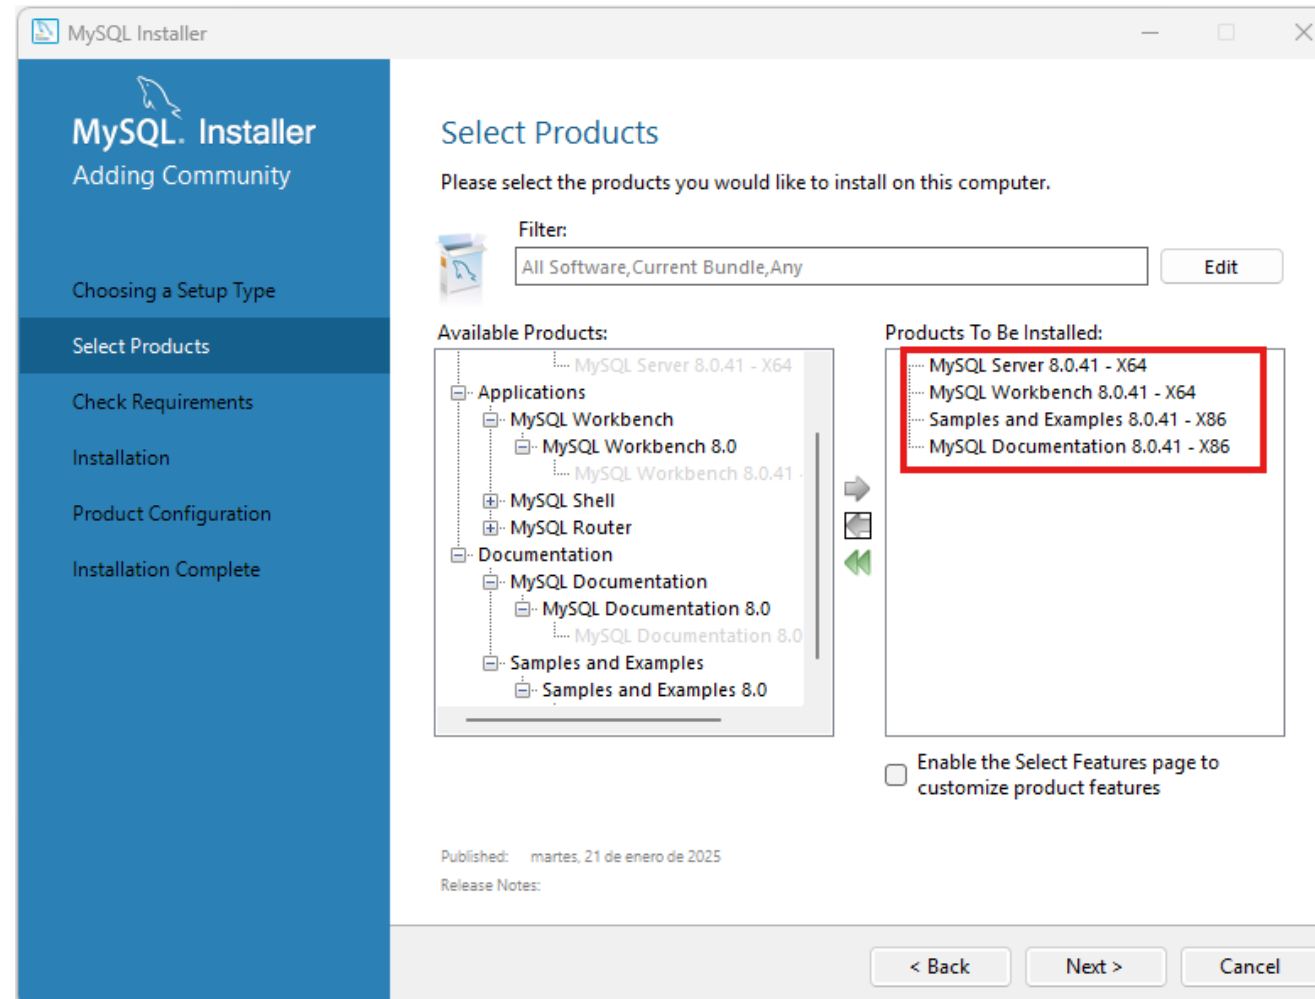 MySQL Installer
MySQL. Installer
Adding Community
Choosing a Setup Type
Select Products
Check Requirements
Installation
Product Configuration
Installation Complete
Select Products
Please select the products you would like to install on this computer.
Filter:
All Software,Current Bundle,Any
Edit
Available Products:
MySQL Server 8.0.41 - X64
Applications
MySQL Workbench
MySQL Workbench 8.0
MySQL Workbench 8.0.41 -
MySQL Shell
MySQL Router
Documentation
MySQL Documentation
MySQL Documentation 8.0
MySQL Documentation 8.0
Samples and Examples
Samples and Examples 8.0
Products To Be Installed:
MySQL Server 8.0.41 - X64
MySQL Workbench 8.0.41 - X64
Samples and Examples 8.0.41 - X86
MySQL Documentation 8.0.41 - X86
Enable the Select Features page to
customize product features
Published: martes, 21 de enero de 2025
Release Notes:
< Back
Next >
Cancel